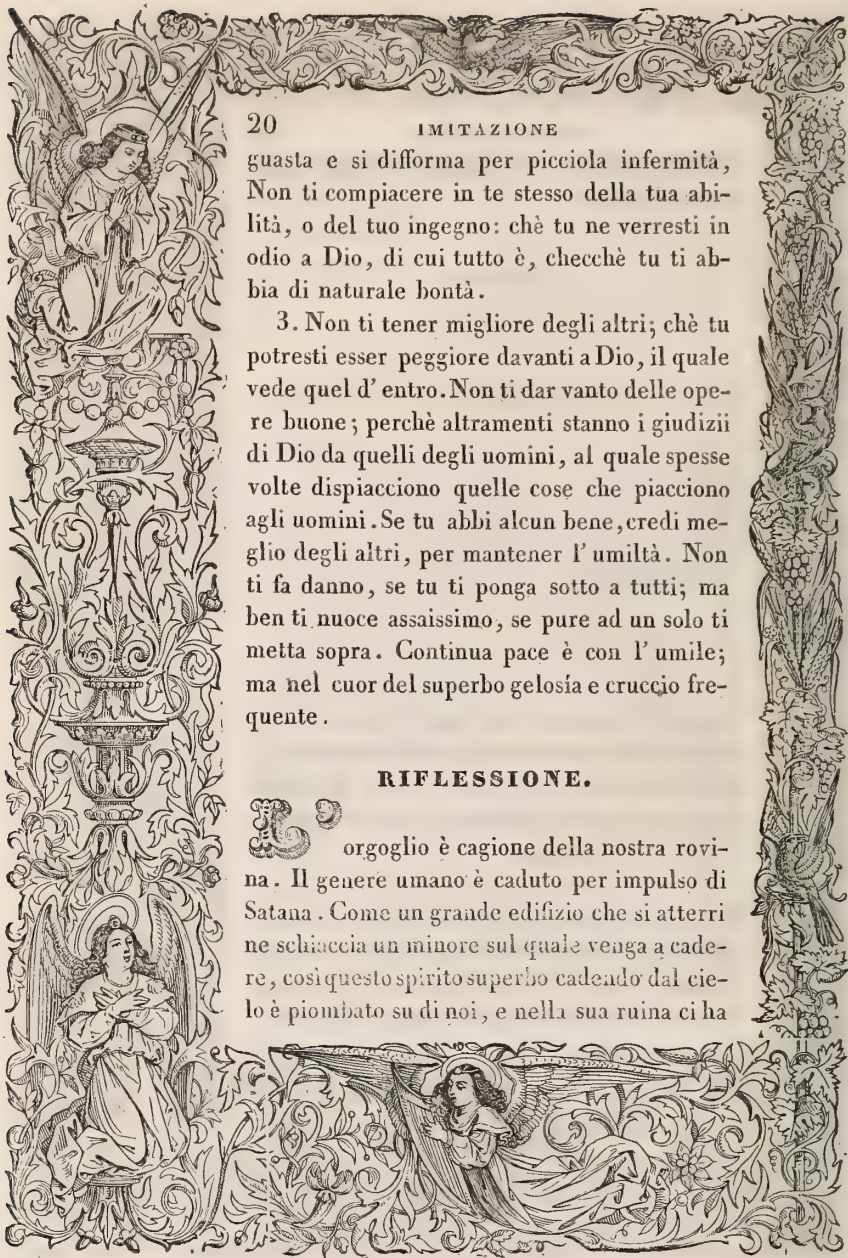 20 IMITAZIONE
guasta e si difforma per picciola infermità,
Non ti compiacere in te stesso della tua abi-
lità, o del tuo ingegno: chè tu ne verresti in
odio a Dio, di cui tutto è, checchè tu ti ab-
bia di naturale bontà.
3. Non ti tener migliore degli altri; chè tu
potresti esser peggiore davanti a Dio, il quale
vede quel d' entro. Non ti dar vanto delle ope-
re buone; perchè altramenti stanno i giudizii
di Dio da quelli degli uomini, al quale spesse
volte dispiacciono quelle cose che piacciono
agli uomini. Se tu abbi alcun bene, credi me-
glio degli altri, per mantener l' umiltà. Non
ti fa danno, se tu ti ponga sotto a tutti; ma
ben ti nuoce assaissimo, se pure ad un solo ti
metta sopra. Continua pace è con l' umile;
ma nel cuor del superbo gelosía e cruccio fre-
quente.
RIFLESSIONE.
L' orgoglio è cagione della nostra rovi-
na. Il genere umano è caduto per impulso di
Satana. Come un grande edifizio che si atterri
ne schiaccia un minore sul quale venga a cade-
re, così questo spirito superbo cadendo dal cie-
lo è piombato su di noi, e nella sua ruina ci ha